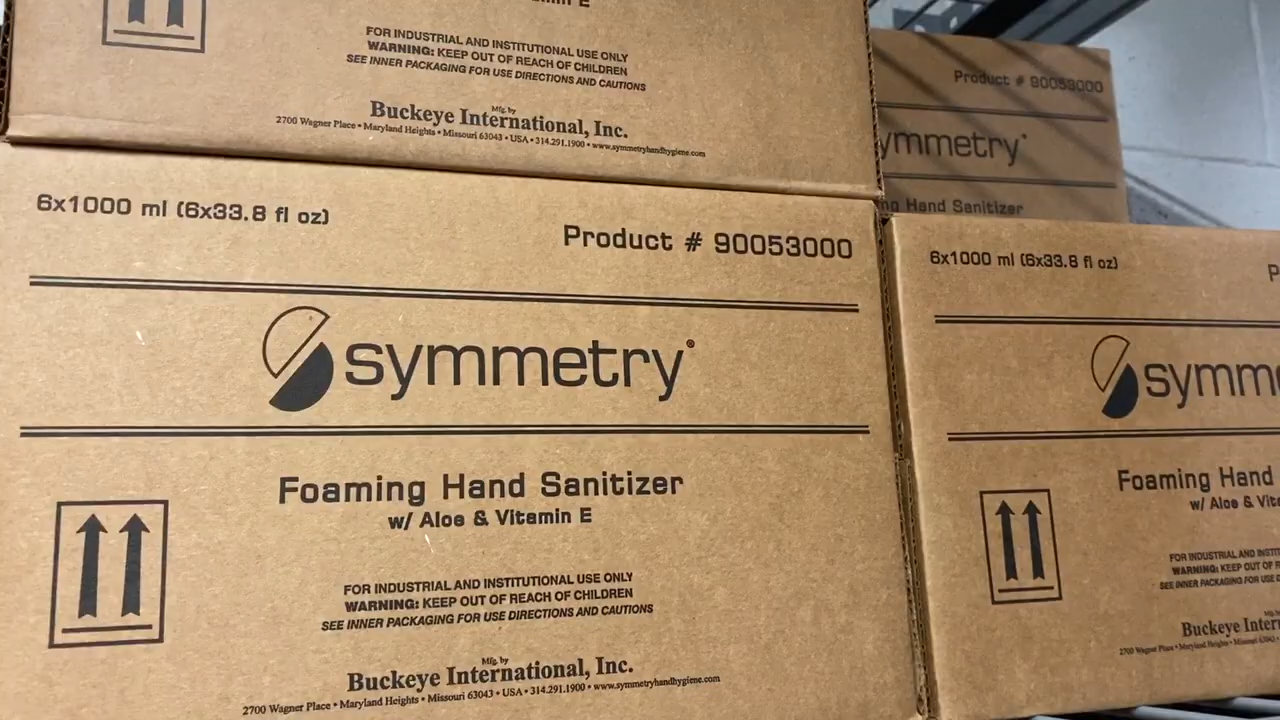 FOR INDUSTRIAL AND INSTITUTIONAL USE ONLY
WARNING: KEEP OUT OF REACH OF CHILDREN
SEE INNER PACKAGING FOR USE DIRECTIONS AND CAUTIONS
Mfg. by
Buckeye International, Inc.
2700 Wagner Place • Maryland Heights • Missouri 63043 • USA • 314.291.1900 • www.symmetryhandhygiene.com
Product # 90053000
ymmetry
Hand Sanitizer
6x1000 ml (6x33.8 fl oz)
Product # 90053000
symmetry®
Foaming Hand Sanitizer
w/ Aloe & Vitamin E
FOR INDUSTRIAL AND INSTITUTIONAL USE ONLY
WARNING: KEEP OUT OF REACH OF CHILDREN
SEE INNER PACKAGING FOR USE DIRECTIONS AND CAUTIONS
Mfg. by
Buckeye International, Inc.
2700 Wagner Place • Maryland Heights • Missouri 63043 • USA • 314.291.1900 • www.symmetryhandhygiene.com
6x1000 ml (6x33.8 fl oz)
symm
Foaming Hand
w/ Aloe &
FOR INDUSTRIAL AND
WARNING: KEEP OUT OF
SEE INNER PACKAGING FOR USE
Mfg.
Buckeye
2700 Wagner Place • Maryland Heights • Missouri